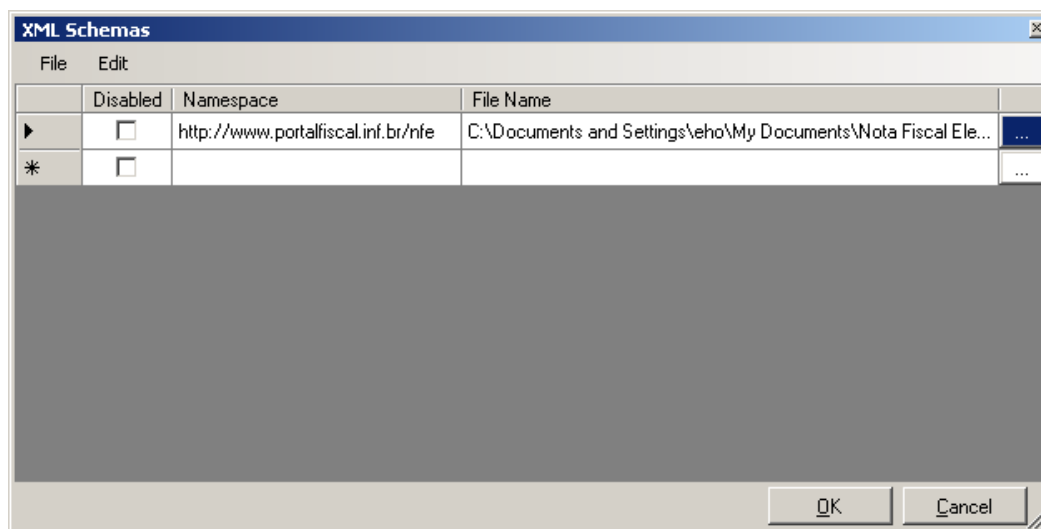 XML Schemas
File Edit
Disabled Namespace File Name
http://www.portalfiscal.inf.br/nfe C:\Documents and Settings\eho\My Documents\Nota Fiscal Ele... ...
...
OK Cancel